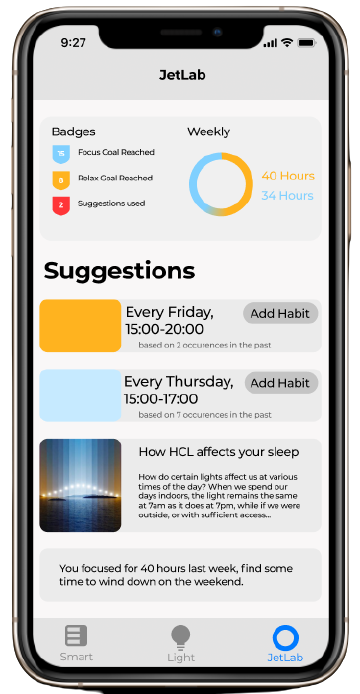 9:27
JetLab
Badges
Weekly
15
Focus Goal Reached
8
Relax Goal Reached
2
Suggestions used
40 Hours
34 Hours
Suggestions
Every Friday,
15:00-20:00
Add Habit
based on 2 occurences in the past
Every Thursday,
15:00-17:00
Add Habit
based on 7 occurences in the past
How HCL affects your sleep
How do certain lights affect us at various
times of the day? When we spend our
days indoors, the light remains the same
at 7am as it does at 7pm, while if we were
outside, or with sufficient access...
You focused for 40 hours last week, find some
time to wind down on the weekend.
Smart
Light
JetLab